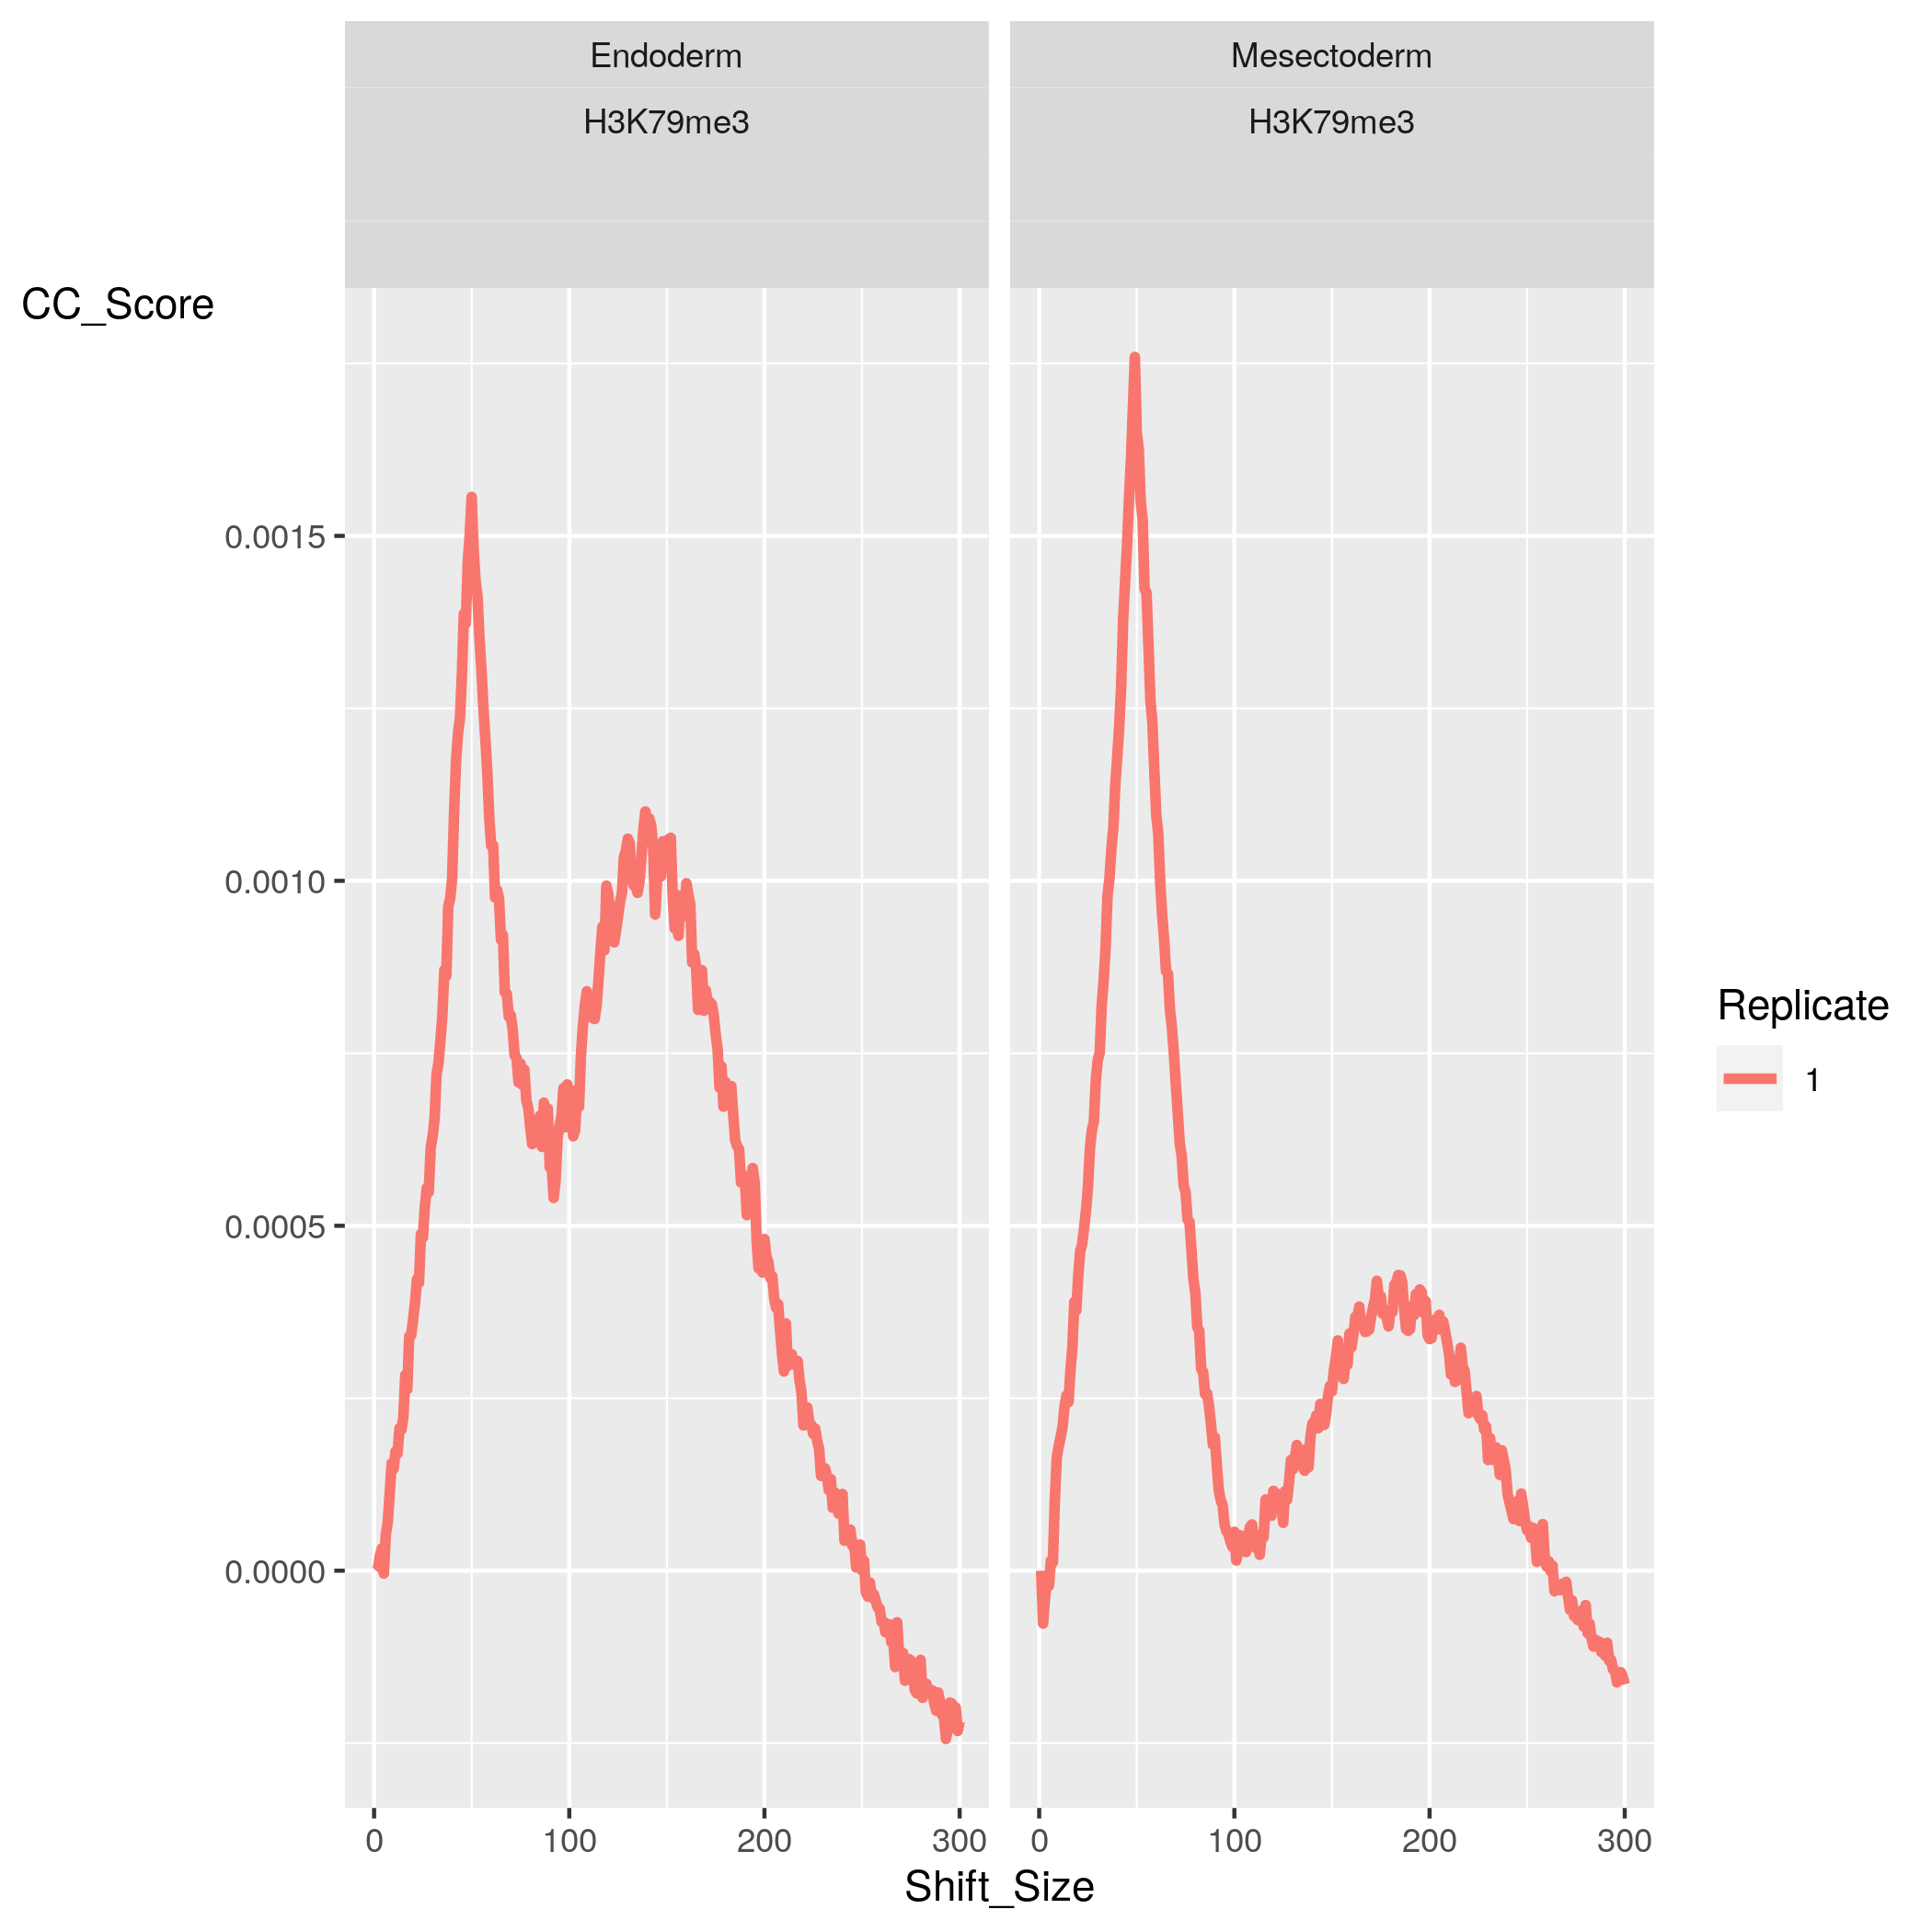 Endoderm
Mesectoderm
H3K79me3
H3K79me3
CC_Score
0.0015
0.0010
0.0005
0.0000
Replicate
1
0 100 200 300
0 100 200 300
Shift_Size